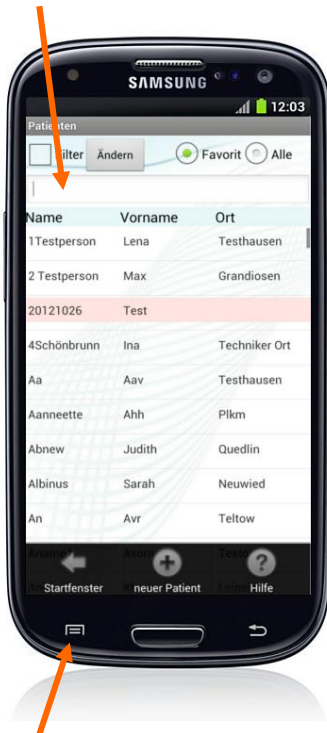 SAMSUNG
12:03
Patienten
Filter Ändern Favorit Alle
Name Vorname Ort
1Testperson Lena Testhausen
2 Testperson Max Grandiosen
20121026 Test
4Schönbrunn Ina Techniker Ort
Aa Aav Testhausen
Aanneette Ahh Plkm
Abnew Judith Quedlin
Albinus Sarah Neuwied
An Avr Teltow
Startfenster neuer Patient Hilfe